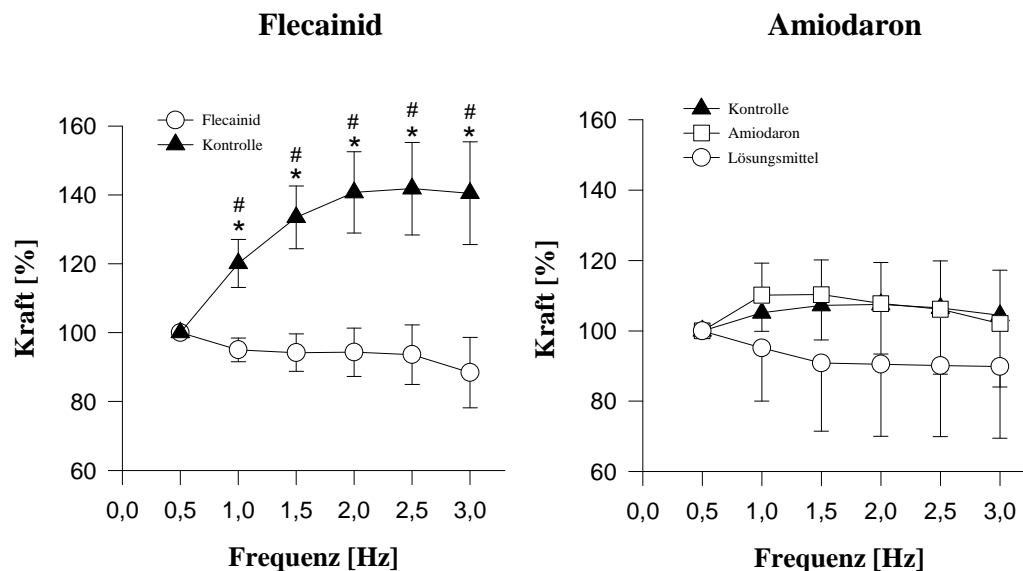 Flecainid
# # # # #
* * * * *
Flecainid
Kontrolle
160
140
120
100
80
60
Kraft [%]
0,0 0,5 1,0 1,5 2,0 2,5 3,0
Frequenz [Hz]
Amiodaron
Kontrolle
Amiodaron
Lösungsmittel
160
140
120
100
80
60
Kraft [%]
0,0 0,5 1,0 1,5 2,0 2,5 3,0
Frequenz [Hz]